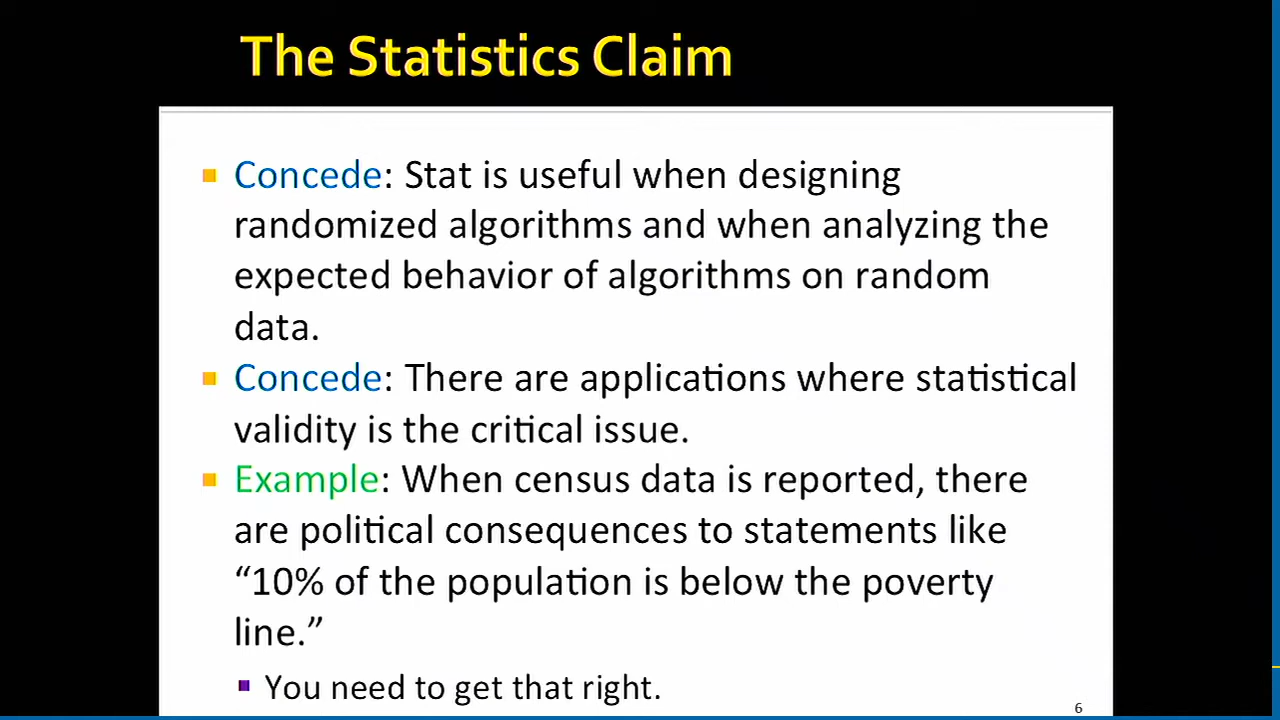 The Statistics Claim
Concede: Stat is useful when designing
randomized algorithms and when analyzing the
expected behavior of algorithms on random
data.
Concede: There are applications where statistical
validity is the critical issue.
Example: When census data is reported, there
are political consequences to statements like
“10% of the population is below the poverty
line.”
You need to get that right.
6